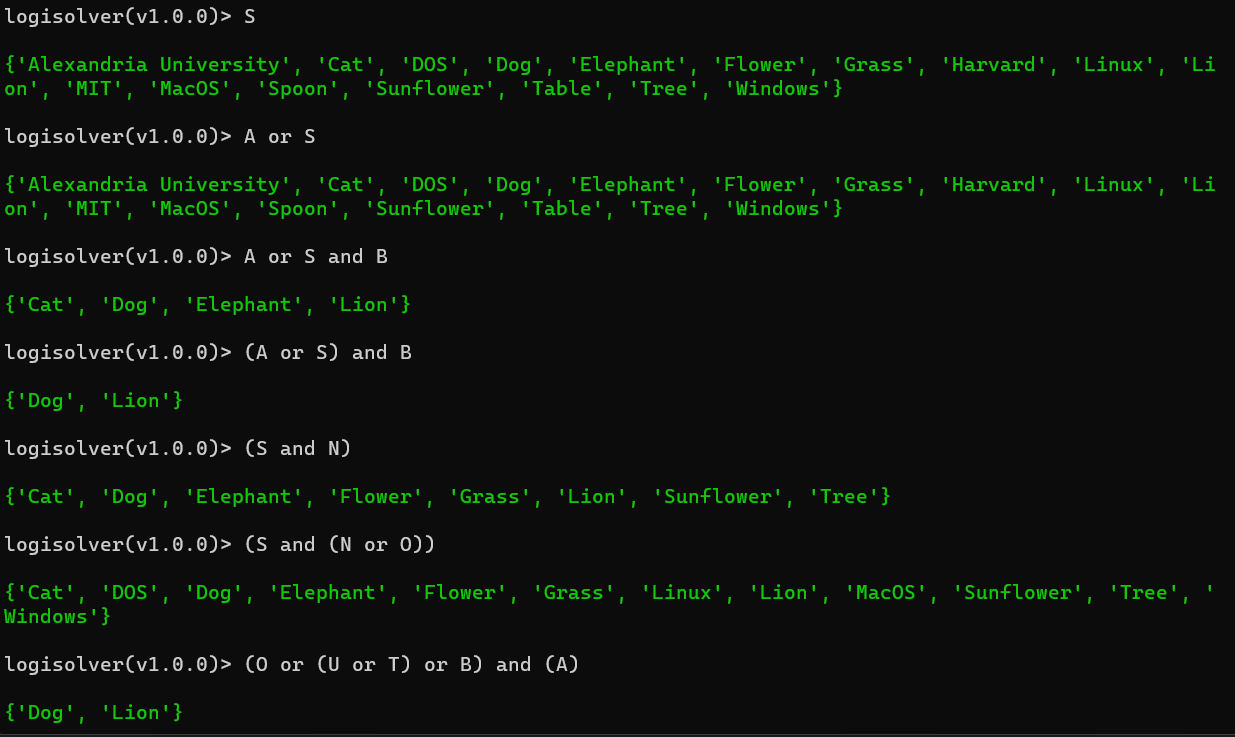 logisolver(v1.0.0)> S
{'Alexandria University', 'Cat', 'DOS', 'Dog', 'Elephant', 'Flower', 'Grass', 'Harvard', 'Linux', 'Li
on', 'MIT', 'MacOS', 'Spoon', 'Sunflower', 'Table', 'Tree', 'Windows'}
logisolver(v1.0.0)> A or S
{'Alexandria University', 'Cat', 'DOS', 'Dog', 'Elephant', 'Flower', 'Grass', 'Harvard', 'Linux', 'Li
on', 'MIT', 'MacOS', 'Spoon', 'Sunflower', 'Table', 'Tree', 'Windows'}
logisolver(v1.0.0)> A or S and B
{'Cat', 'Dog', 'Elephant', 'Lion'}
logisolver(v1.0.0)> (A or S) and B
{'Dog', 'Lion'}
logisolver(v1.0.0)> (S and N)
{'Cat', 'Dog', 'Elephant', 'Flower', 'Grass', 'Lion', 'Sunflower', 'Tree'}
logisolver(v1.0.0)> (S and (N or O))
{'Cat', 'DOS', 'Dog', 'Elephant', 'Flower', 'Grass', 'Linux', 'Lion', 'MacOS', 'Sunflower', 'Tree', '
Windows'}
logisolver(v1.0.0)> (O or (U or T) or B) and (A)
{'Dog', 'Lion'}